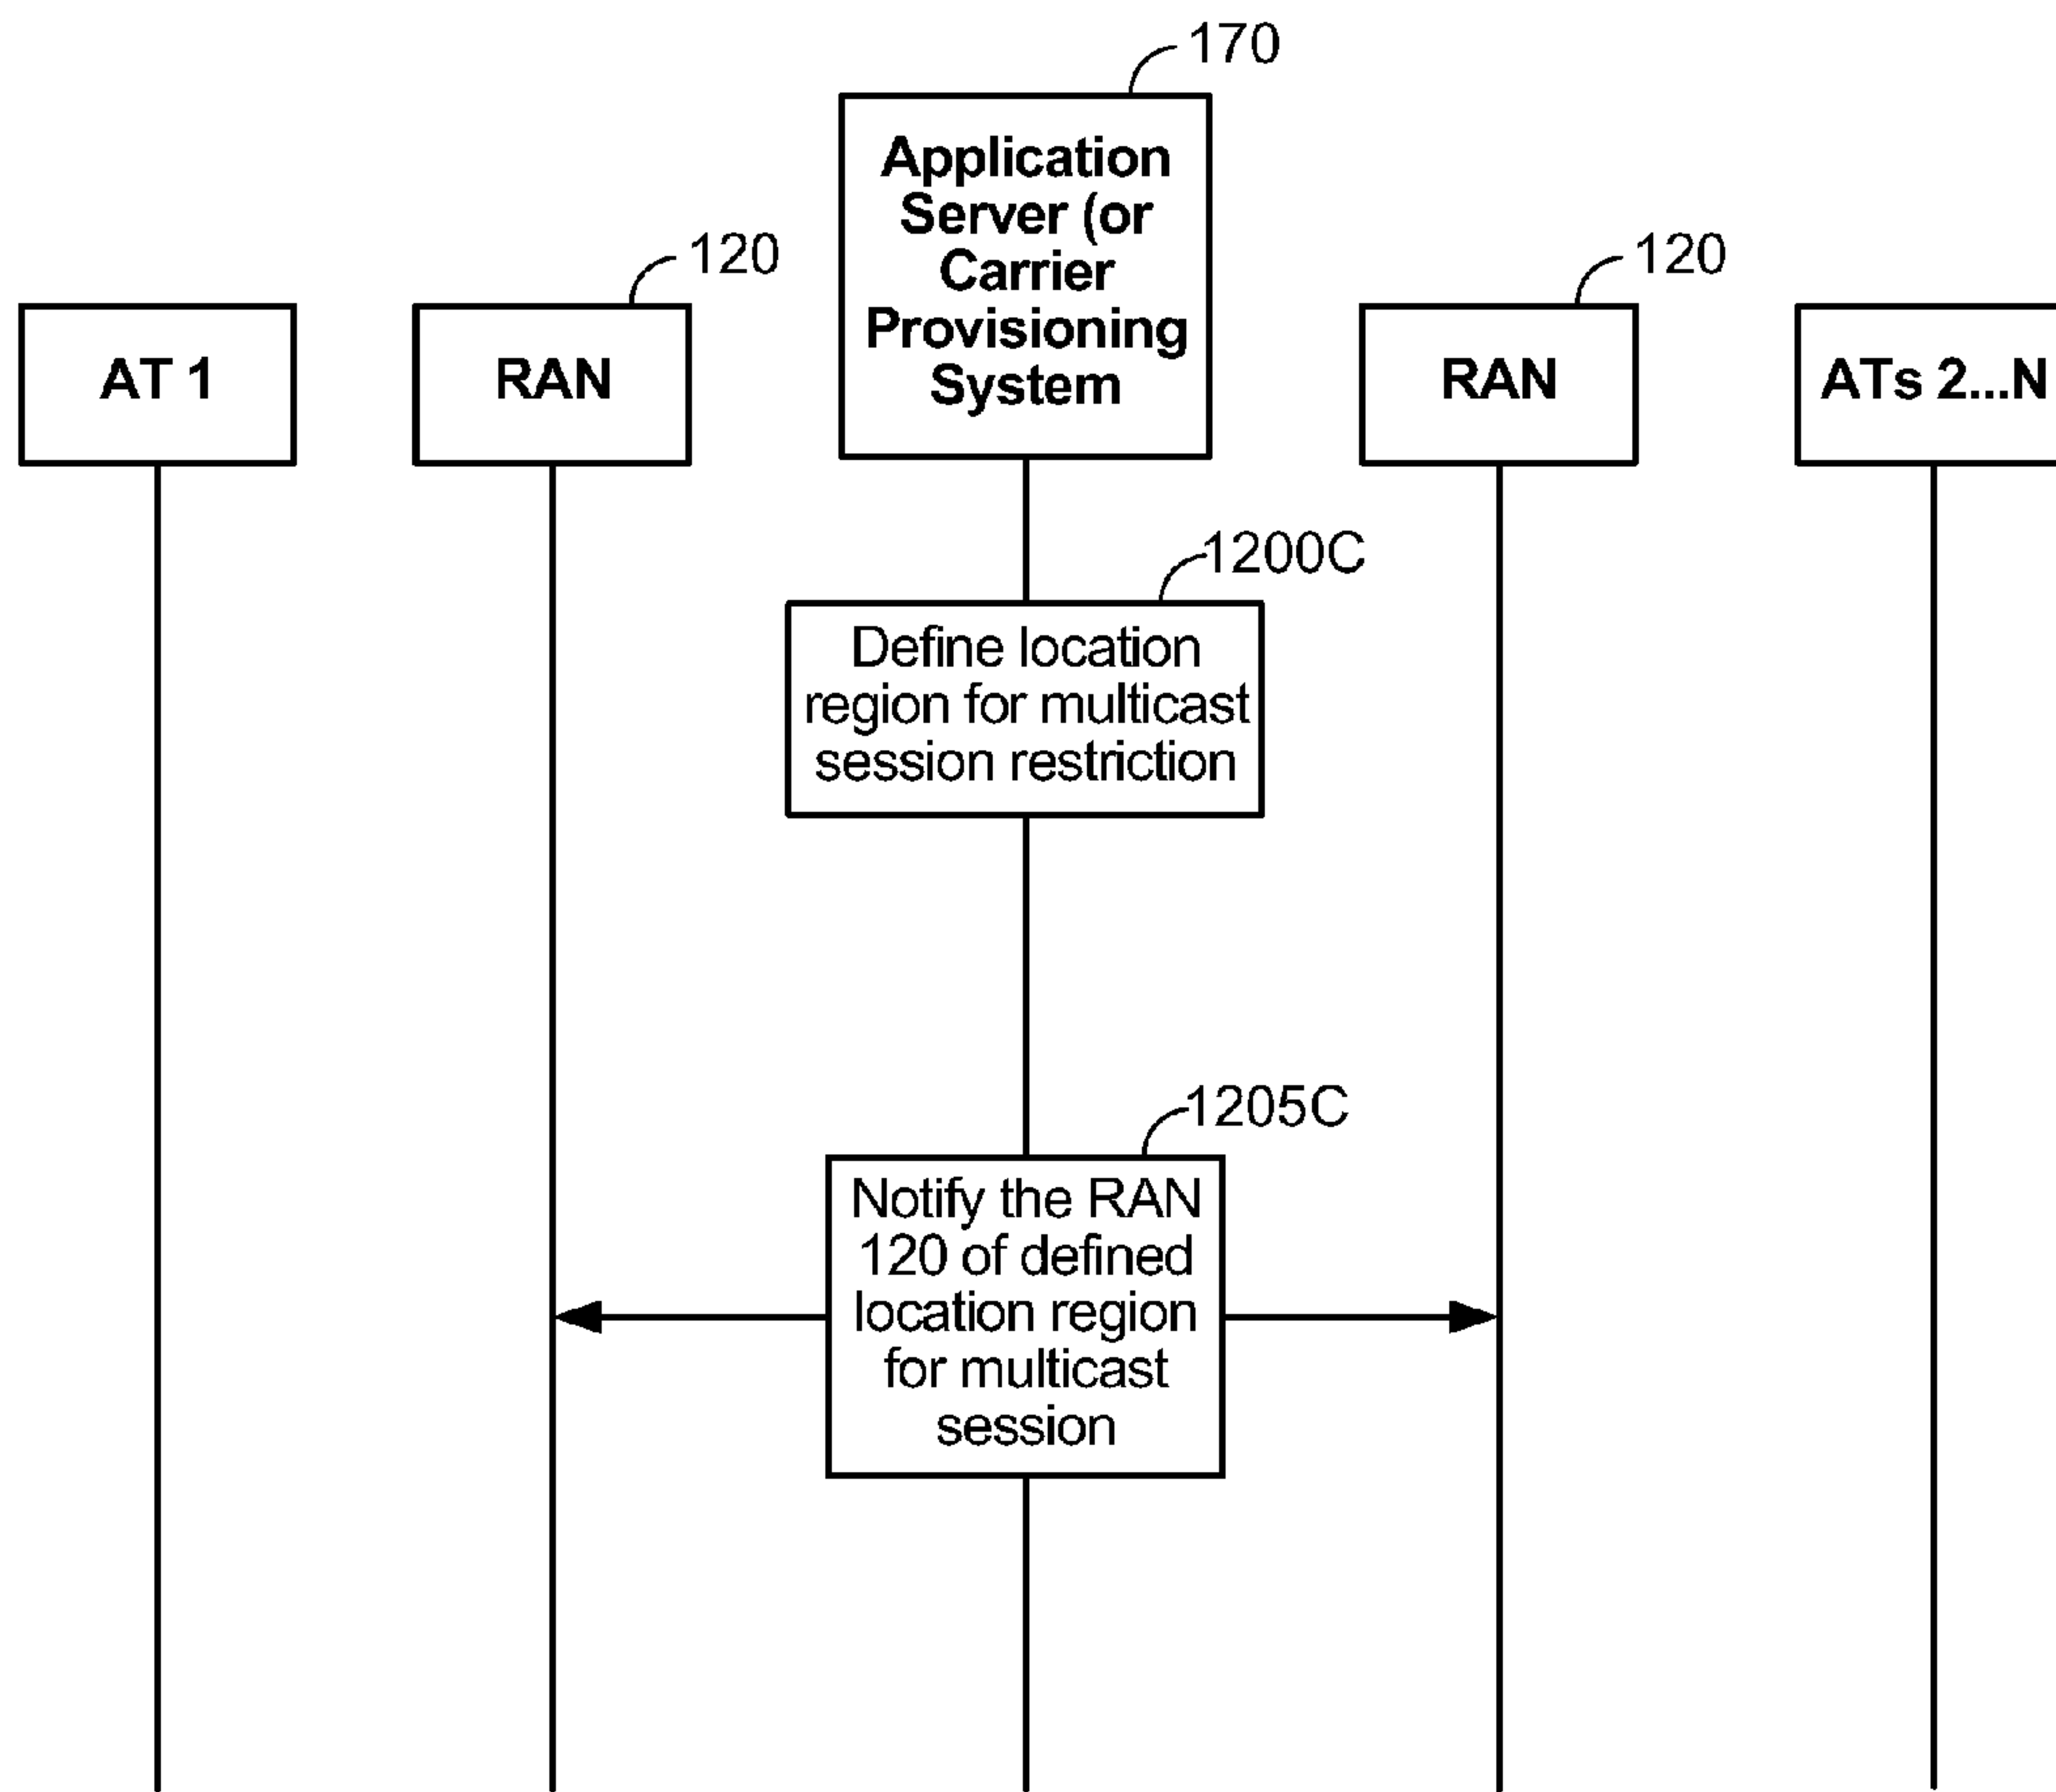 170
Application
Server (or
Carrier
Provisioning
System
120
120
AT 1
RAN
RAN
ATs 2...N
1200C
Define location
region for multicast
session restriction
1205C
Notify the RAN
120 of defined
location region
for multicast
session